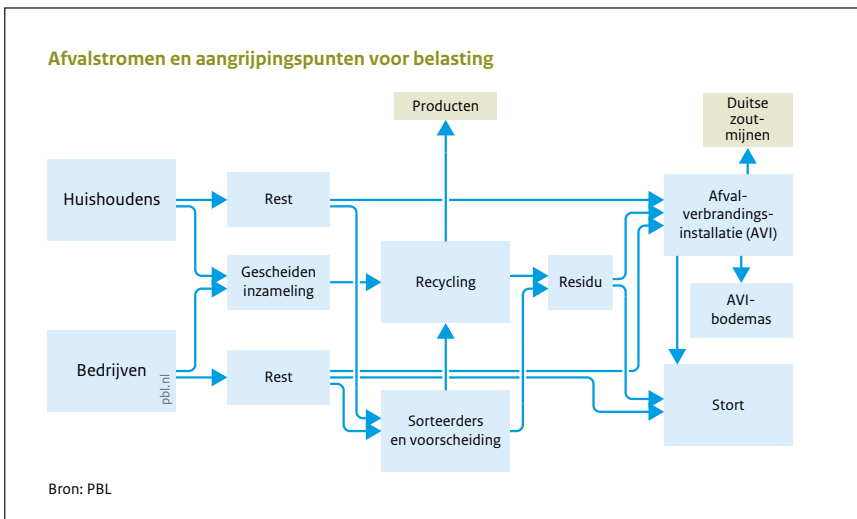 Afvalstromen en aangrijpingspunten voor belasting
Producten
Duitse
zout-
mijnen
Huishoudens
Rest
Afval-
verbrandings-
installatie (AVI)
Gescheiden
inzameling
Recycling
Residu
AVI-
bodemas
Bedrijven
pbl.nl
Rest
Sorteerders
en voorscheiding
Stort
Bron: PBL